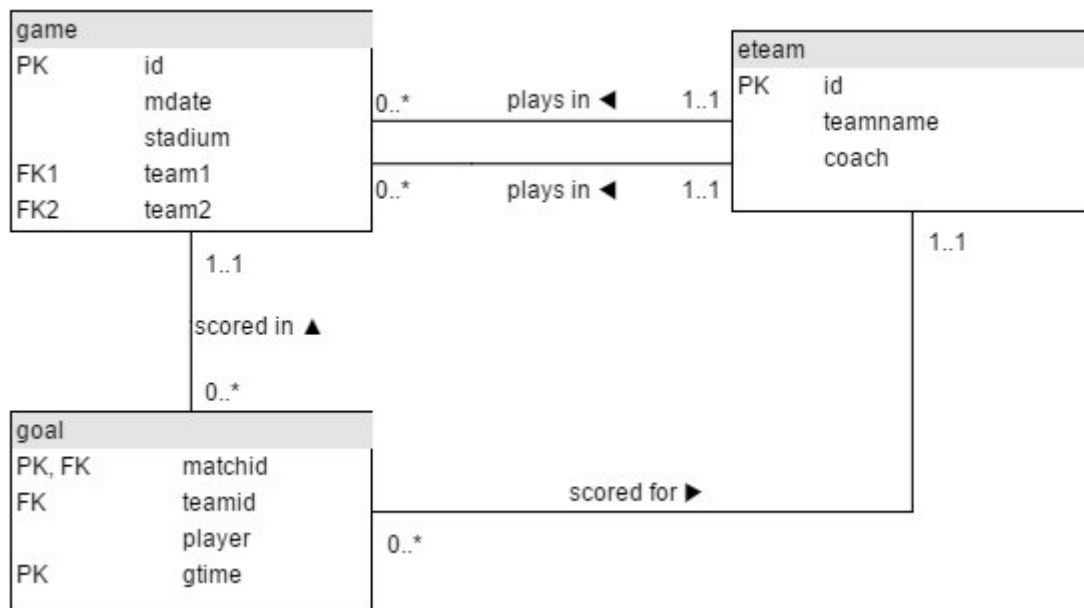 game
PK id
mdate
stadium
FK1 team1
FK2 team2
eteam
PK id
teamname
coach
0..* plays in ◄ 1..1
0..* plays in ◄ 1..1
1..1
scored in ▲
0..*
1..1
goal
PK, FK matchid
FK teamid
player
PK gtime
scored for ►
0..*